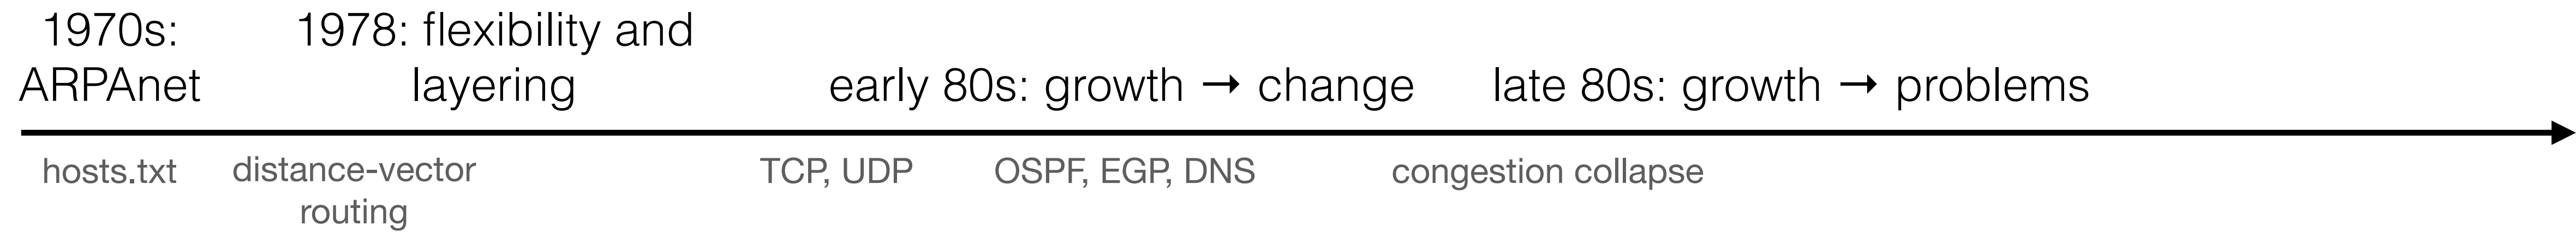 1970s:
ARPAnet
1978: flexibility and
layering
early 80s: growth → change
late 80s: growth → problems
hosts.txt
distance-vector
routing
TCP, UDP
OSPF, EGP, DNS
congestion collapse